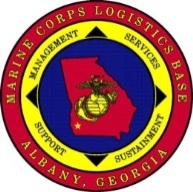 MARINE CORPS LOGISTICS BASE
MANAGEMENT
SERVICES
SUPPORT
SUSTAINMENT
ALBANY, GEORGIA